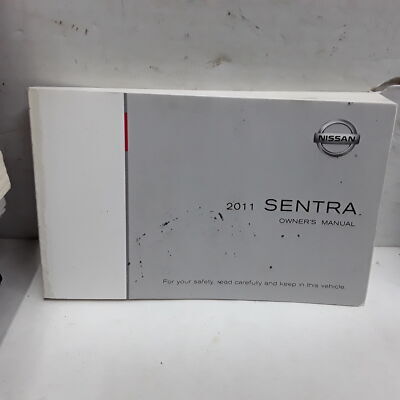 NISSAN
2011 SENTRA
OWNER'S MANUAL
For your safety, read carefully and keep in this vehicle.